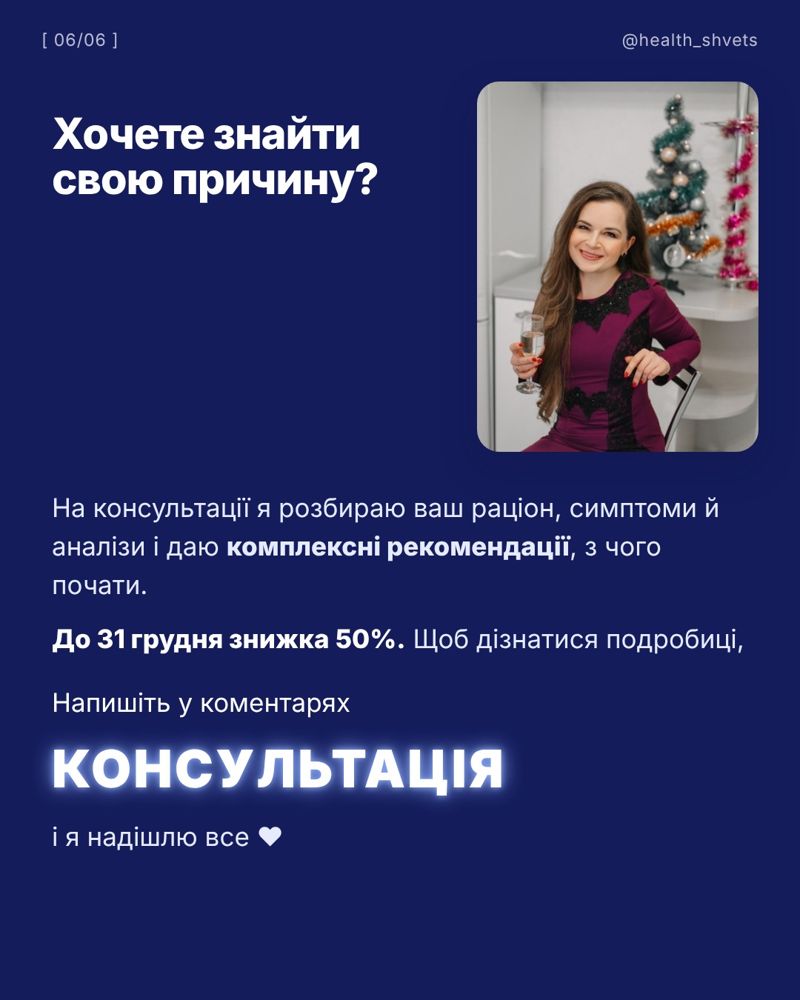 [ 06/06 ]
@health_shvets
Хочете знайти
свою причину?
На консультації я розбираю ваш раціон, симптоми й
аналізи і даю комплексні рекомендації, з чого
почати.
До 31 грудня знижка 50%. Щоб дізнатися подробиці,
Напишіть у коментарях
КОНСУЛЬТАЦІЯ
і я надішлю все ♥